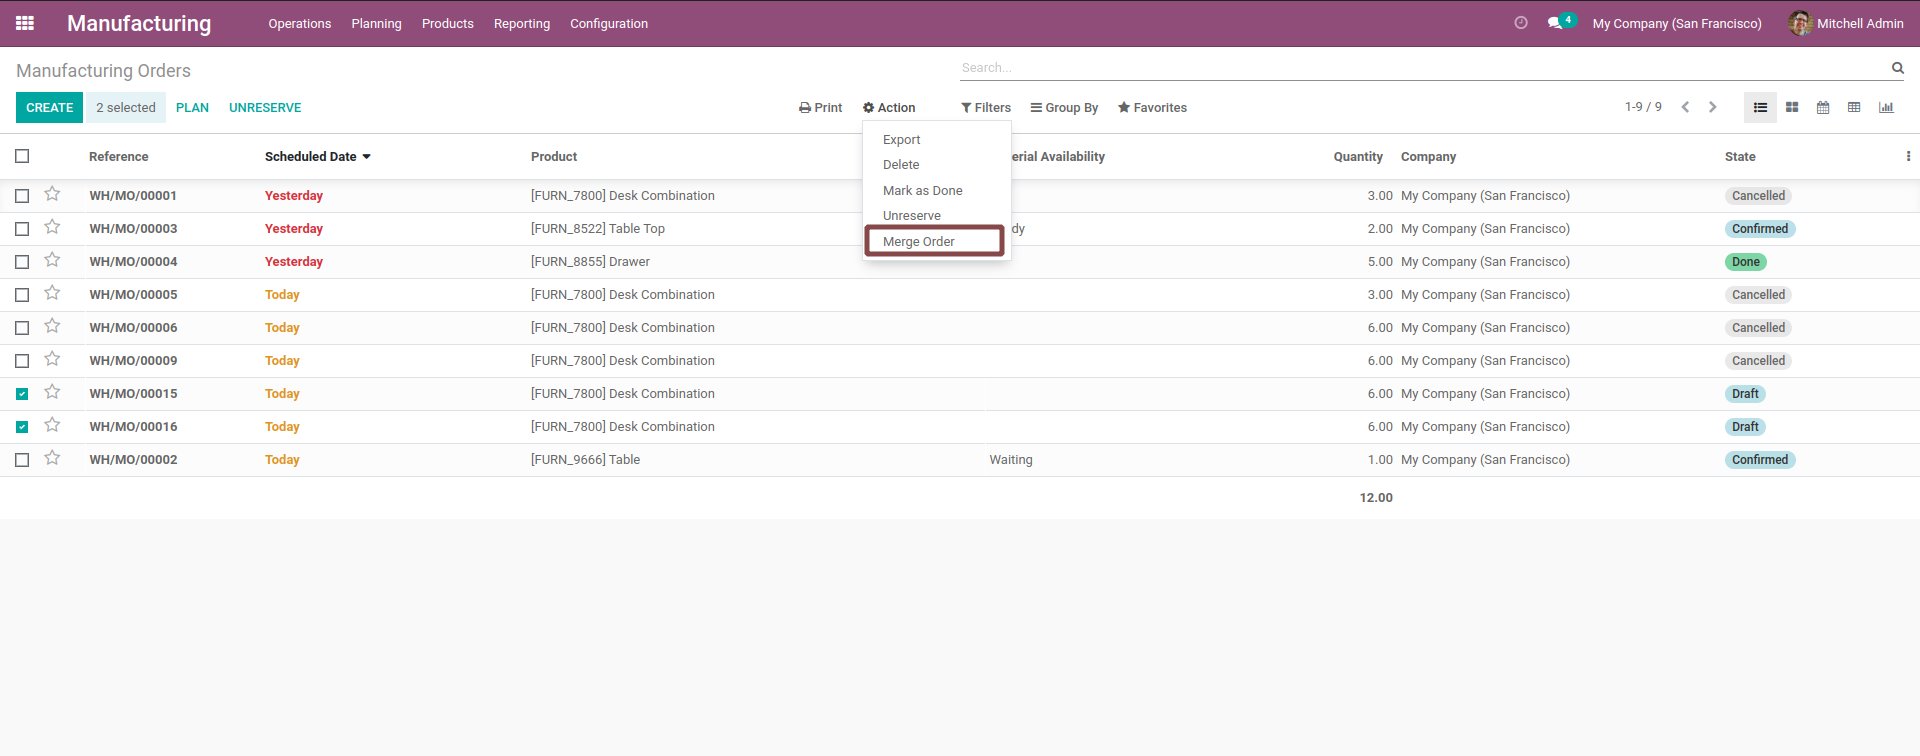 Manufacturing Operations Planning Products Reporting Configuration 4 My Company (San Francisco) Mitchell Admin
Manufacturing Orders Search...
CREATE 2 selected PLAN UNRESERVE Print Action Filters Group By Favorites 1-9 / 9
Export
Delete
Mark as Done
Unreserve
Merge Order
Reference Scheduled Date Product erial Availability Quantity Company State
WH/MO/00001 Yesterday [FURN_7800] Desk Combination 3.00 My Company (San Francisco) Cancelled
WH/MO/00003 Yesterday [FURN_8522] Table Top dy 2.00 My Company (San Francisco) Confirmed
WH/MO/00004 Yesterday [FURN_8855] Drawer 5.00 My Company (San Francisco) Done
WH/MO/00005 Today [FURN_7800] Desk Combination 3.00 My Company (San Francisco) Cancelled
WH/MO/00006 Today [FURN_7800] Desk Combination 6.00 My Company (San Francisco) Cancelled
WH/MO/00009 Today [FURN_7800] Desk Combination 6.00 My Company (San Francisco) Cancelled
WH/MO/00015 Today [FURN_7800] Desk Combination 6.00 My Company (San Francisco) Draft
WH/MO/00016 Today [FURN_7800] Desk Combination 6.00 My Company (San Francisco) Draft
WH/MO/00002 Today [FURN_9666] Table Waiting 1.00 My Company (San Francisco) Confirmed
12.00